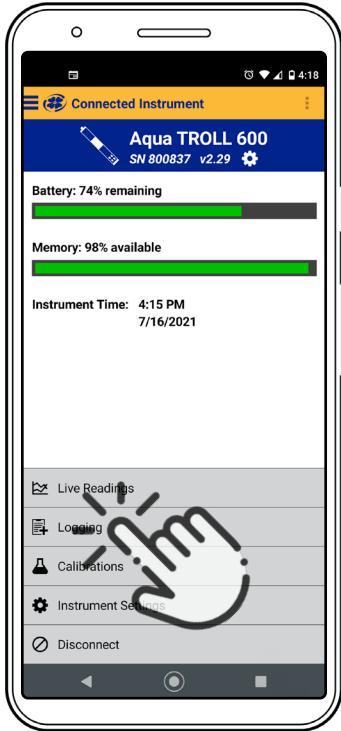 4:18
Connected Instrument
Aqua TROLL 600
SN 800837 v2.29
Battery: 74% remaining
Memory: 98% available
Instrument Time: 4:15 PM
7/16/2021
Live Readings
Logging
Calibrations
Instrument Settings
Disconnect